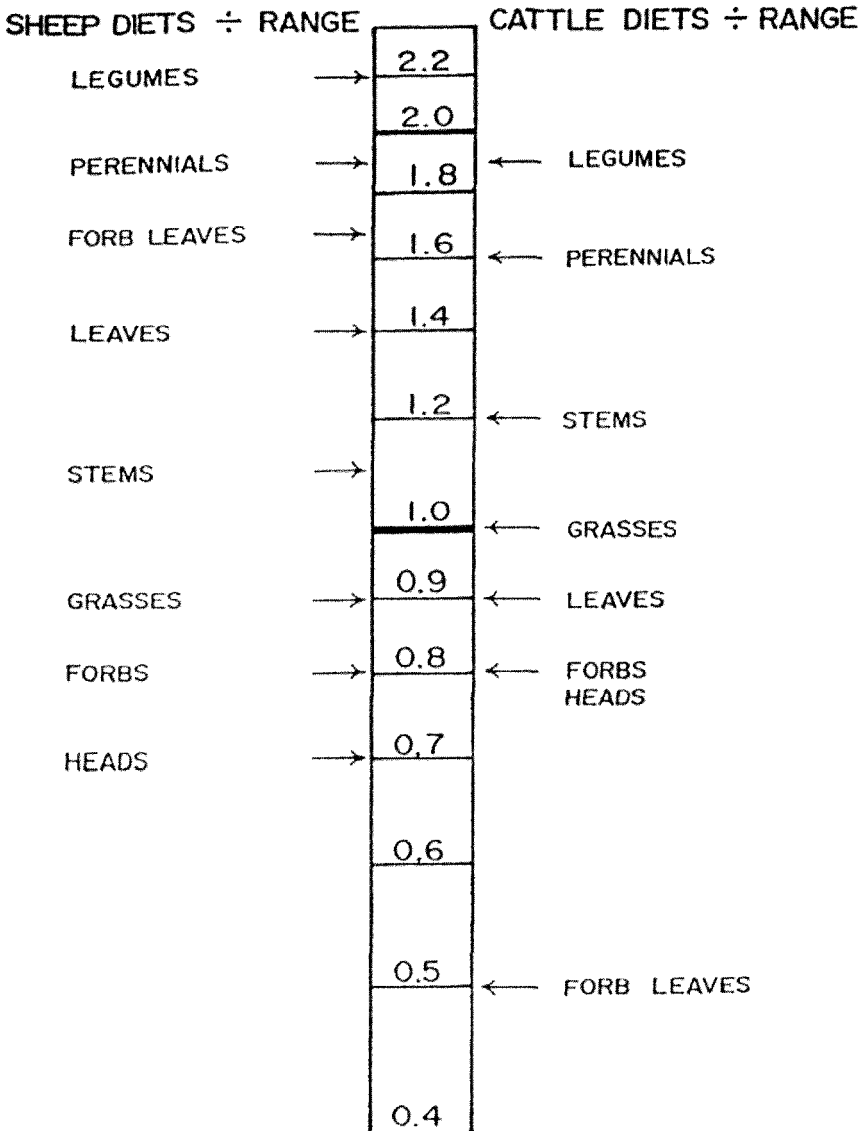 SHEEP DIETS ÷ RANGE
CATTLE DIETS ÷ RANGE
2.2
LEGUMES
2.0
PERENNIALS
1.8
LEGUMES
FORB LEAVES
1.6
PERENNIALS
LEAVES
1.4
1.2
STEMS
STEMS
1.0
GRASSES
GRASSES
0.9
LEAVES
FORBS
0.8
FORBS
HEADS
HEADS
0.7
0.6
0.5
FORB LEAVES
0.4